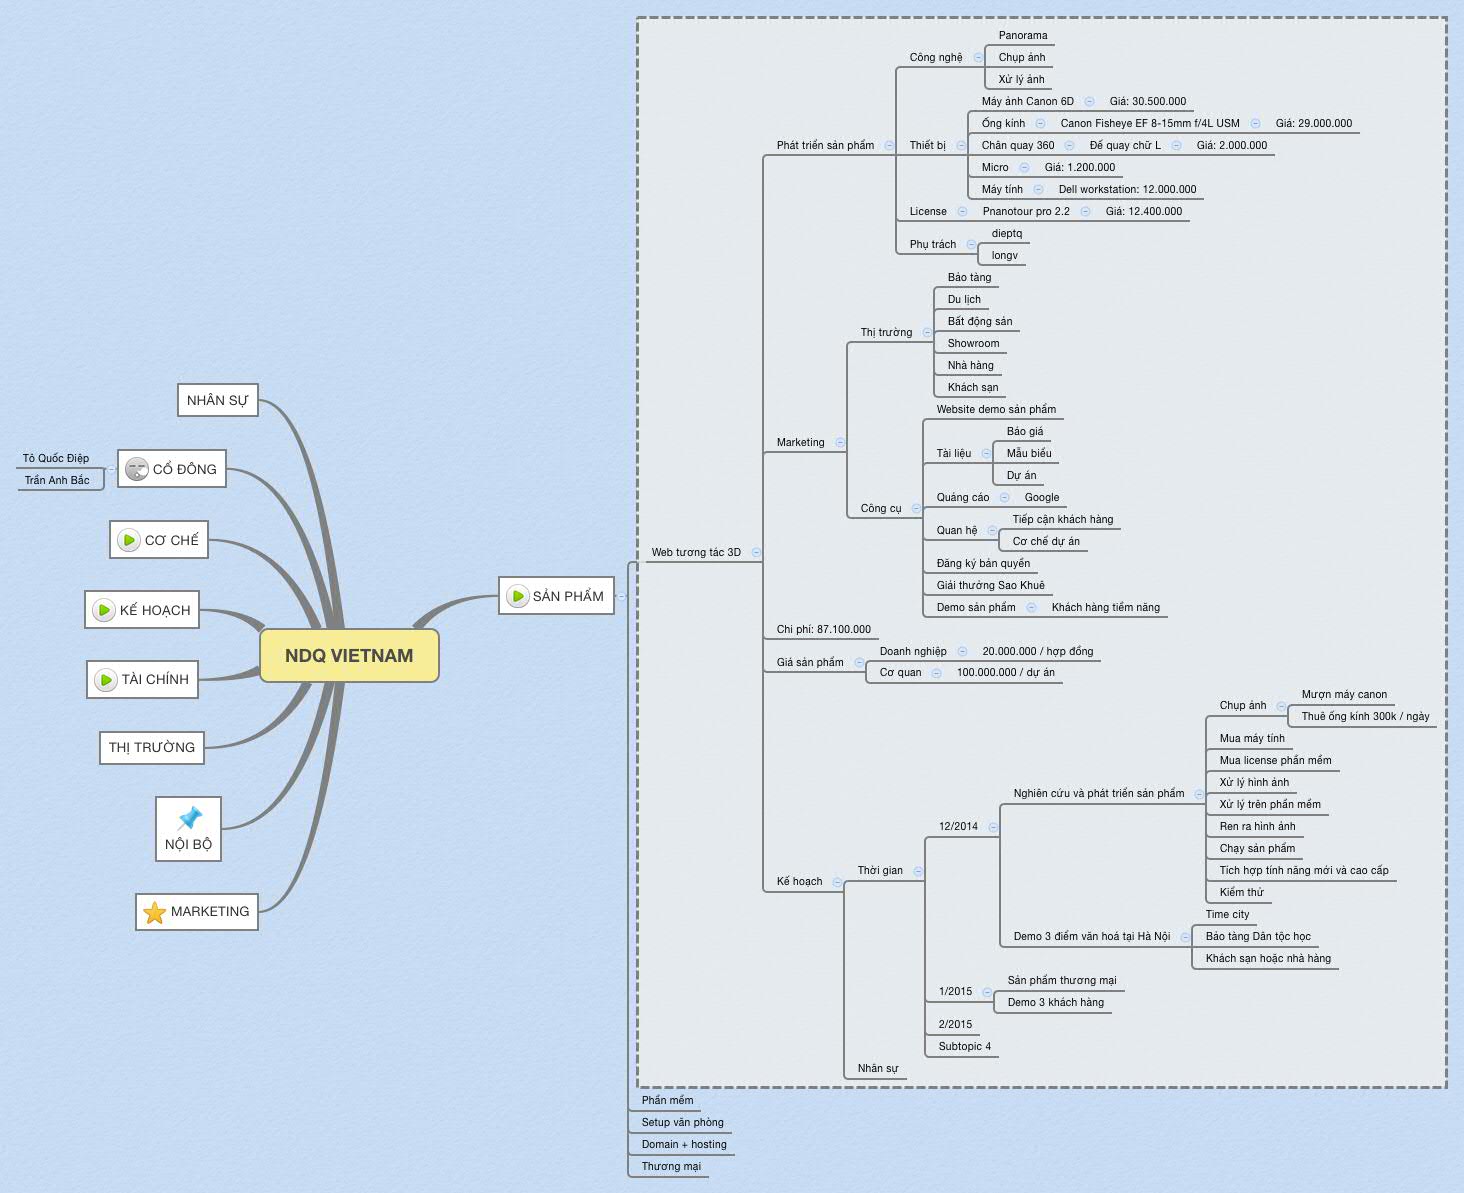 NDQ VIETNAM
NHÂN SỰ
CỔ ĐÔNG
Tô Quốc Điệp
Trần Anh Bắc
CƠ CHẾ
KẾ HOẠCH
TÀI CHÍNH
THỊ TRƯỜNG
NỘI BỘ
MARKETING
SẢN PHẨM
Web tương tác 3D
Phát triển sản phẩm
Công nghệ
Panorama
Chụp ảnh
Xử lý ảnh
Thiết bị
Máy ảnh Canon 6D
Giá: 30.500.000
Ống kính
Canon Fisheye EF 8-15mm f/4L USM
Giá: 29.000.000
Chân quay 360
Đế quay chữ L
Giá: 2.000.000
Micro
Giá: 1.200.000
Máy tính
Dell workstation: 12.000.000
License
Pnanotour pro 2.2
Giá: 12.400.000
Phụ trách
dieptq
longv
Marketing
Thị trường
Bảo tàng
Du lịch
Bất động sản
Showroom
Nhà hàng
Khách sạn
Công cụ
Website demo sản phẩm
Tài liệu
Báo giá
Mẫu biểu
Dự án
Quảng cáo
Google
Quan hệ
Tiếp cận khách hàng
Cơ chế dự án
Đăng ký bản quyền
Giải thưởng Sao Khuê
Demo sản phẩm
Khách hàng tiềm năng
Chi phí: 87.100.000
Giá sản phẩm
Doanh nghiệp
20.000.000 / hợp đồng
Cơ quan
100.000.000 / dự án
Kế hoạch
Thời gian
12/2014
Nghiên cứu và phát triển sản phẩm
Chụp ảnh
Mượn máy canon
Thuê ống kính 300k / ngày
Mua máy tính
Mua license phần mềm
Xử lý hình ảnh
Xử lý trên phần mềm
Ren ra hình ảnh
Chạy sản phẩm
Tích hợp tính năng mới và cao cấp
Kiểm thử
Demo 3 điểm văn hoá tại Hà Nội
Time city
Bảo tàng Dân tộc học
Khách sạn hoặc nhà hàng
1/2015
Sản phẩm thương mại
Demo 3 khách hàng
2/2015
Subtopic 4
Nhân sự
Phần mềm
Setup văn phòng
Domain + hosting
Thương mại